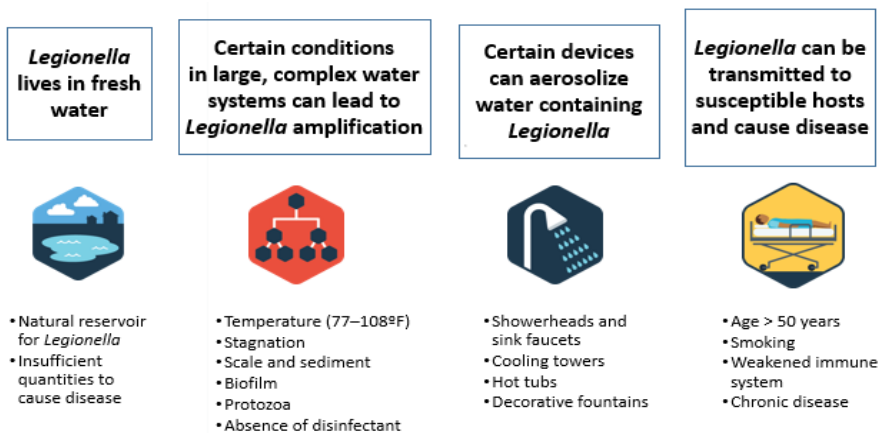 Legionella
lives in fresh
water
Certain conditions
in large, complex water
systems can lead to
Legionella amplification
Certain devices
can aerosolize
water containing
Legionella
Legionella can be
transmitted to
susceptible hosts
and cause disease
•Natural reservoir
for Legionella
•Insufficient
quantities to
cause disease
•Temperature (77–108ºF)
•Stagnation
•Scale and sediment
•Biofilm
•Protozoa
•Absence of disinfectant
•Showerheads and
sink faucets
•Cooling towers
•Hot tubs
•Decorative fountains
•Age > 50 years
•Smoking
•Weakened immune
system
•Chronic disease